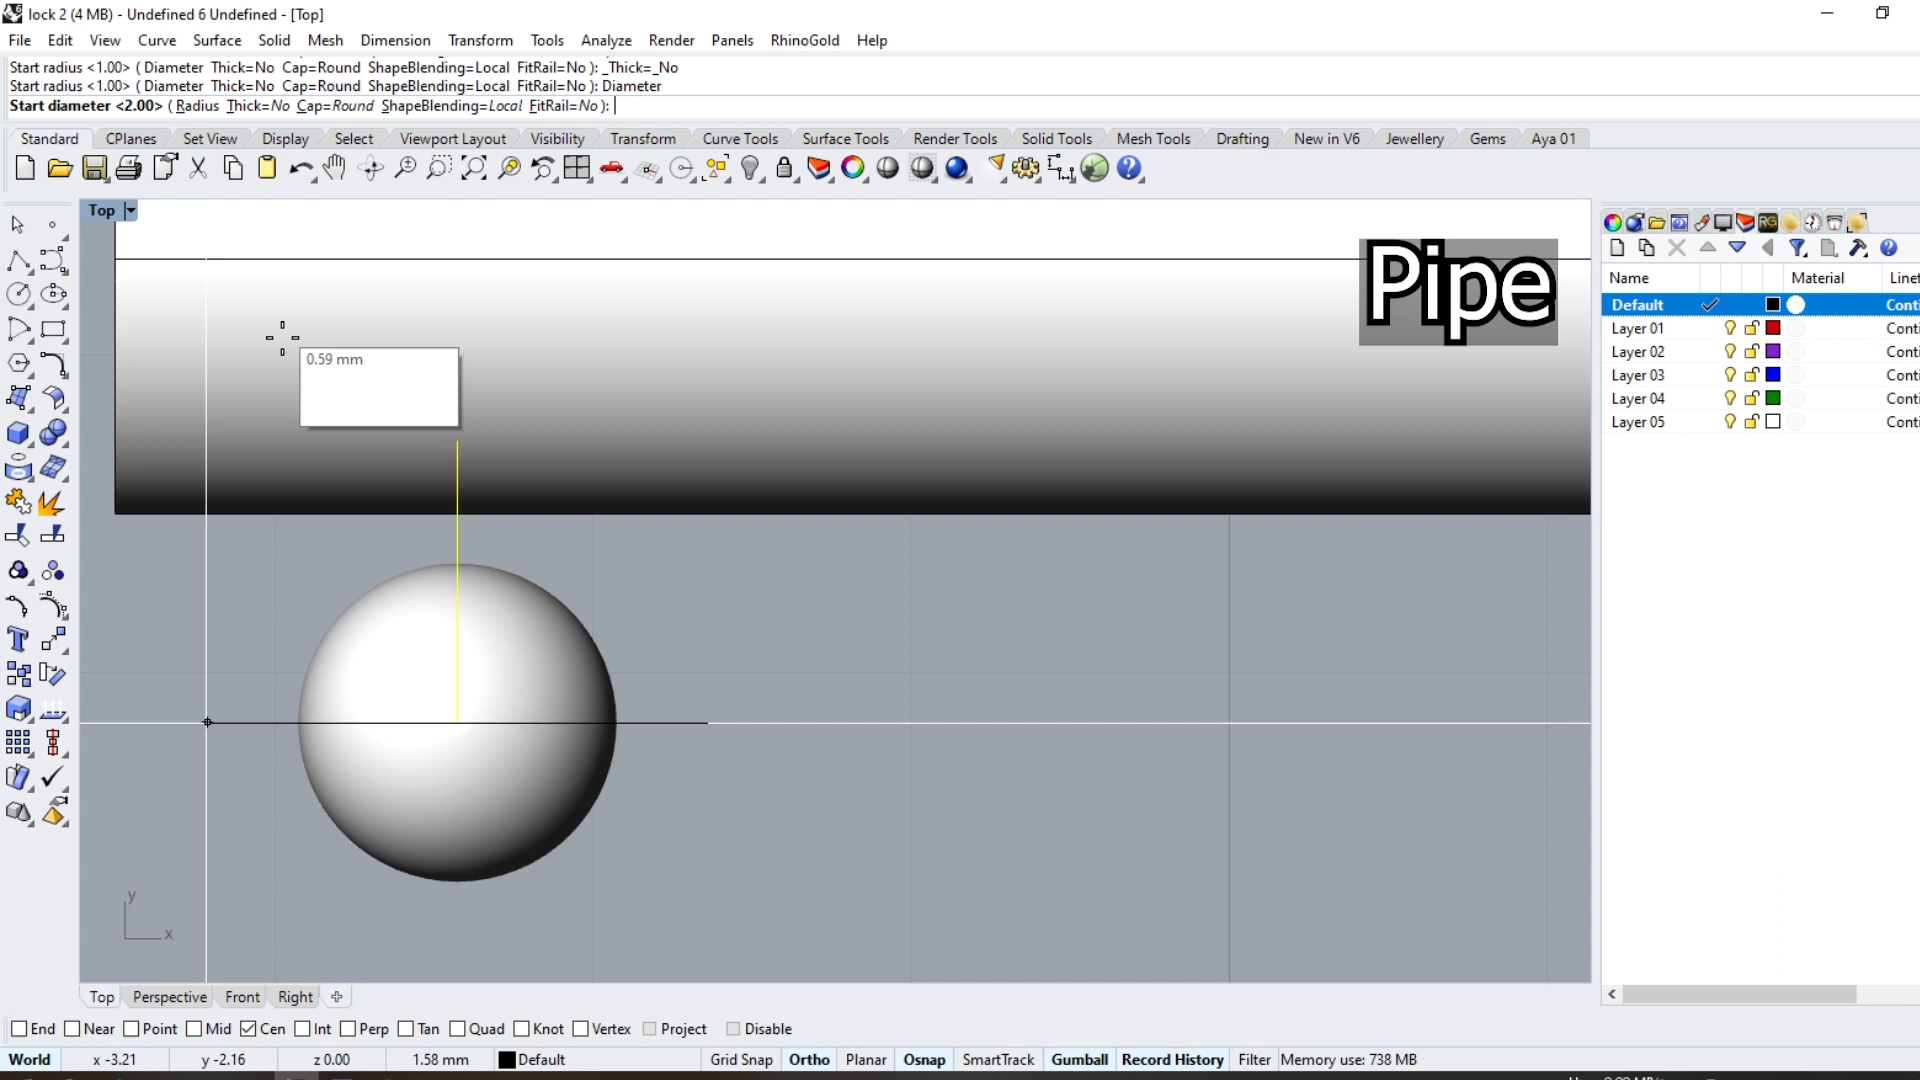 lock 2 (4 MB) - Undefined 6 Undefined - [Top]
File Edit View Curve Surface Solid Mesh Dimension Transform Tools Analyze Render Panels RhinoGold Help
Start radius <1.00> ( Diameter Thick=No Cap=Round ShapeBlending=Local FitRail=No ): _Thick=_No
Start radius <1.00> ( Diameter Thick=No Cap=Round ShapeBlending=Local FitRail=No ): Diameter
Start diameter <2.00> ( Radius Thick=No Cap=Round ShapeBlending=Local FitRail=No ):
Standard CPlanes Set View Display Select Viewport Layout Visibility Transform Curve Tools Surface Tools Render Tools Solid Tools Mesh Tools Drafting New in V6 Jewellery Gems Aya 01
Top
Pipe
0.59 mm
y
x
Name Material Linet
Default Conti
Layer 01 Conti
Layer 02 Conti
Layer 03 Conti
Layer 04 Conti
Layer 05 Conti
Top Perspective Front Right
End Near Point Mid Cen Int Perp Tan Quad Knot Vertex Project Disable
World x -3.21 y -2.16 z 0.00 1.58 mm Default Grid Snap Ortho Planar Osnap SmartTrack Gumball Record History Filter Memory use: 738 MB